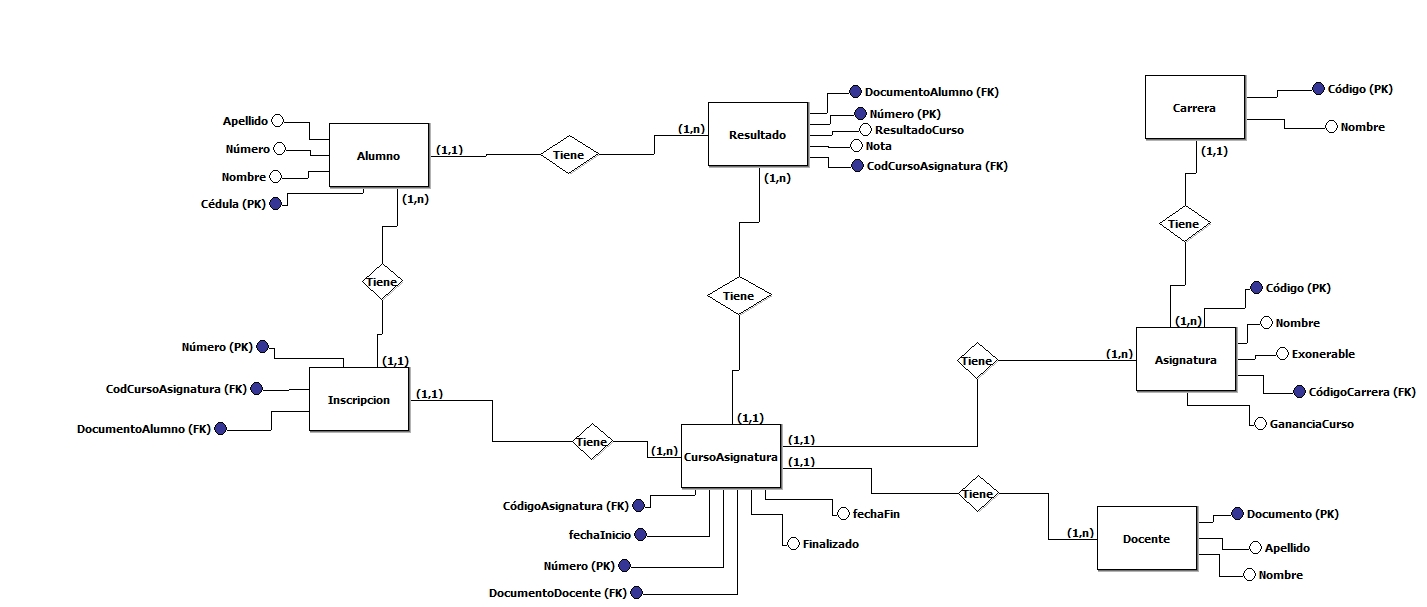 Apellido
Número
Nombre
Cédula (PK)
Alumno
(1,1)
(1,n)
Tiene
(1,n)
Resultado
(1,n)
DocumentoAlumno (FK)
Número (PK)
ResultadoCurso
Nota
CodCursoAsignatura (FK)
Carrera
(1,1)
Código (PK)
Nombre
Tiene
Tiene
Tiene
Número (PK)
CodCursoAsignatura (FK)
DocumentoAlumno (FK)
(1,1)
Inscripcion
(1,1)
Tiene
(1,n)
(1,1)
CursoAsignatura
(1,1)
(1,1)
Tiene
(1,n)
(1,n)
Asignatura
Código (PK)
Nombre
Exonerable
CódigoCarrera (FK)
GananciaCurso
CódigoAsignatura (FK)
fechaInicio
Número (PK)
DocumentoDocente (FK)
fechaFin
Finalizado
Tiene
(1,n)
Docente
Documento (PK)
Apellido
Nombre